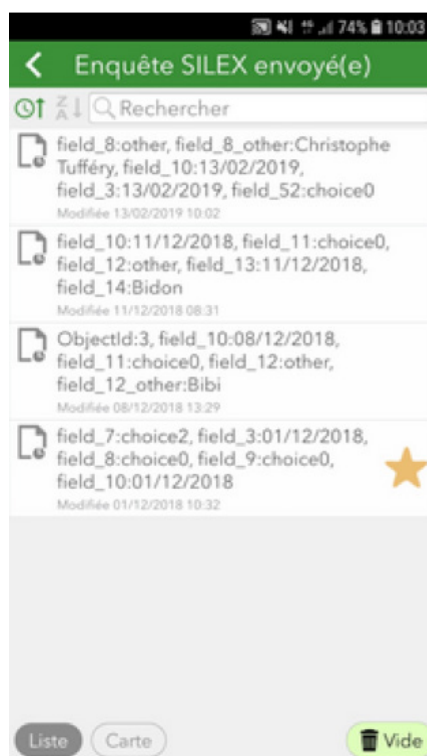 74% 10:03
Enquête SILEX envoyé(e)
Z
A
Rechercher
field_8:other, field_8_other:Christophe
Tufféry, field_10:13/02/2019,
field_3:13/02/2019, field_52:choice0
Modifiée 13/02/2019 10:02
field_10:11/12/2018, field_11:choice0,
field_12:other, field_13:11/12/2018,
field_14:Bidon
Modifiée 11/12/2018 08:31
ObjectId:3, field_10:08/12/2018,
field_11:choice0, field_12:other,
field_12_other:Bibi
Modifiée 08/12/2018 13:29
field_7:choice2, field_3:01/12/2018,
field_8:choice0, field_9:choice0,
field_10:01/12/2018
Modifiée 01/12/2018 10:32
Liste
Carte
Vide